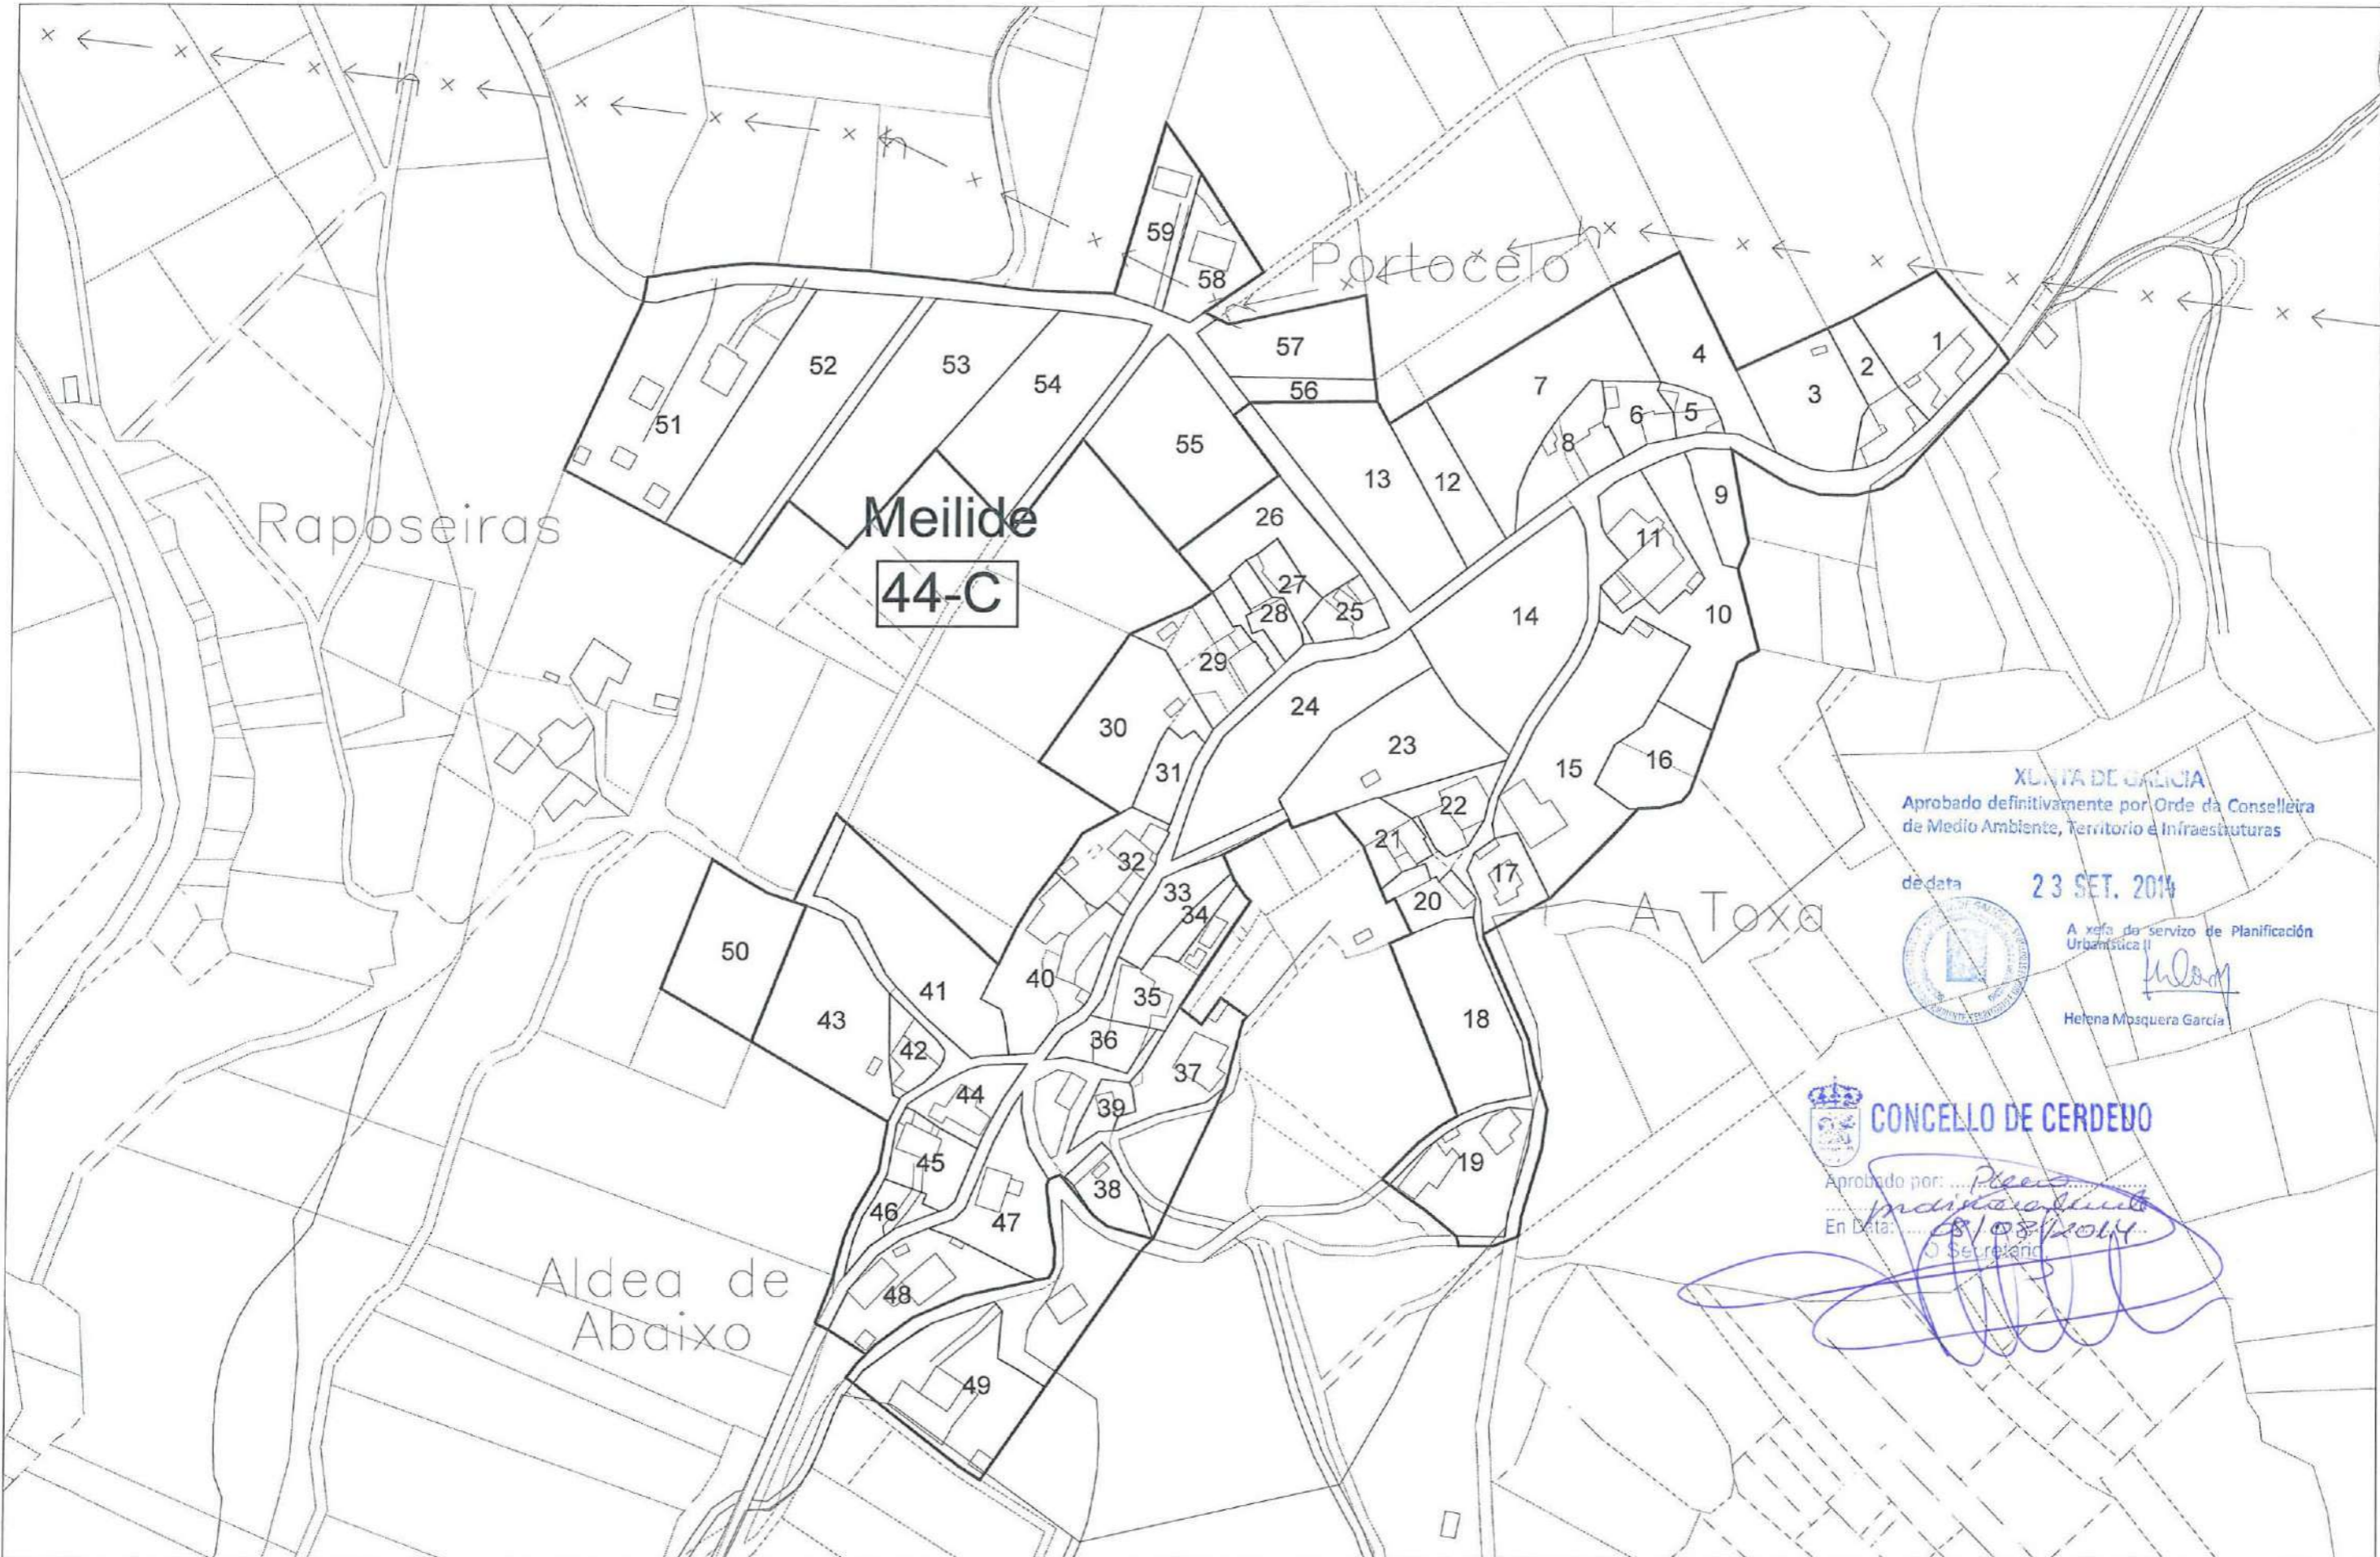 h
h
59
58
Portocelo
h
57
56
1
2
3
4
5
6
7
8
9
52
53
54
51
55
13
12
Raposeiras
Meilide
44-C
26
27
28
25
11
14
10
29
24
30
23
31
15
16
22
21
32
17
33
34
20
A Toxa
XUNTA DE GALICIA
Aprobado definitivamente por Orde da Conselleira
de Medio Ambiente, Territorio e Infraestruturas
de data 23 SET. 2014
A xefa do servizo de Planificación
Urbanística II
Helena Mosquera García
50
41
40
35
43
18
42
36
37
44
39
45
19
38
46
47
CONCELLO DE CERDEDO
Aprobado por: Pleno
En Data: 08/08/2014
O Secretario,
Aldea de
Abaixo
48
49